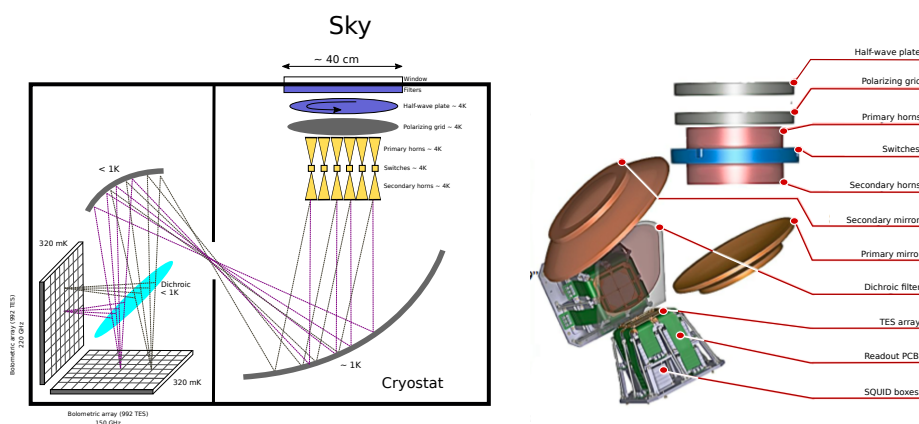 Sky
~ 40 cm
Window
Filters
Half-wave plate ~ 4K
Polarizing grid ~ 4K
Primary horns ~ 4K
Switches ~ 4K
Secondary horns ~ 4K
< 1K
320 mK
Dichroic
< 1K
Bolometric array (992 TES)
220 GHz
320 mK
~ 1K
Cryostat
Bolometric array (992 TES)
150 GHz
Half-wave plate
Polarizing grid
Primary horns
Switches
Secondary horns
Secondary mirror
Primary mirror
Dichroic filter
TES array
Readout PCB
SQUID boxes